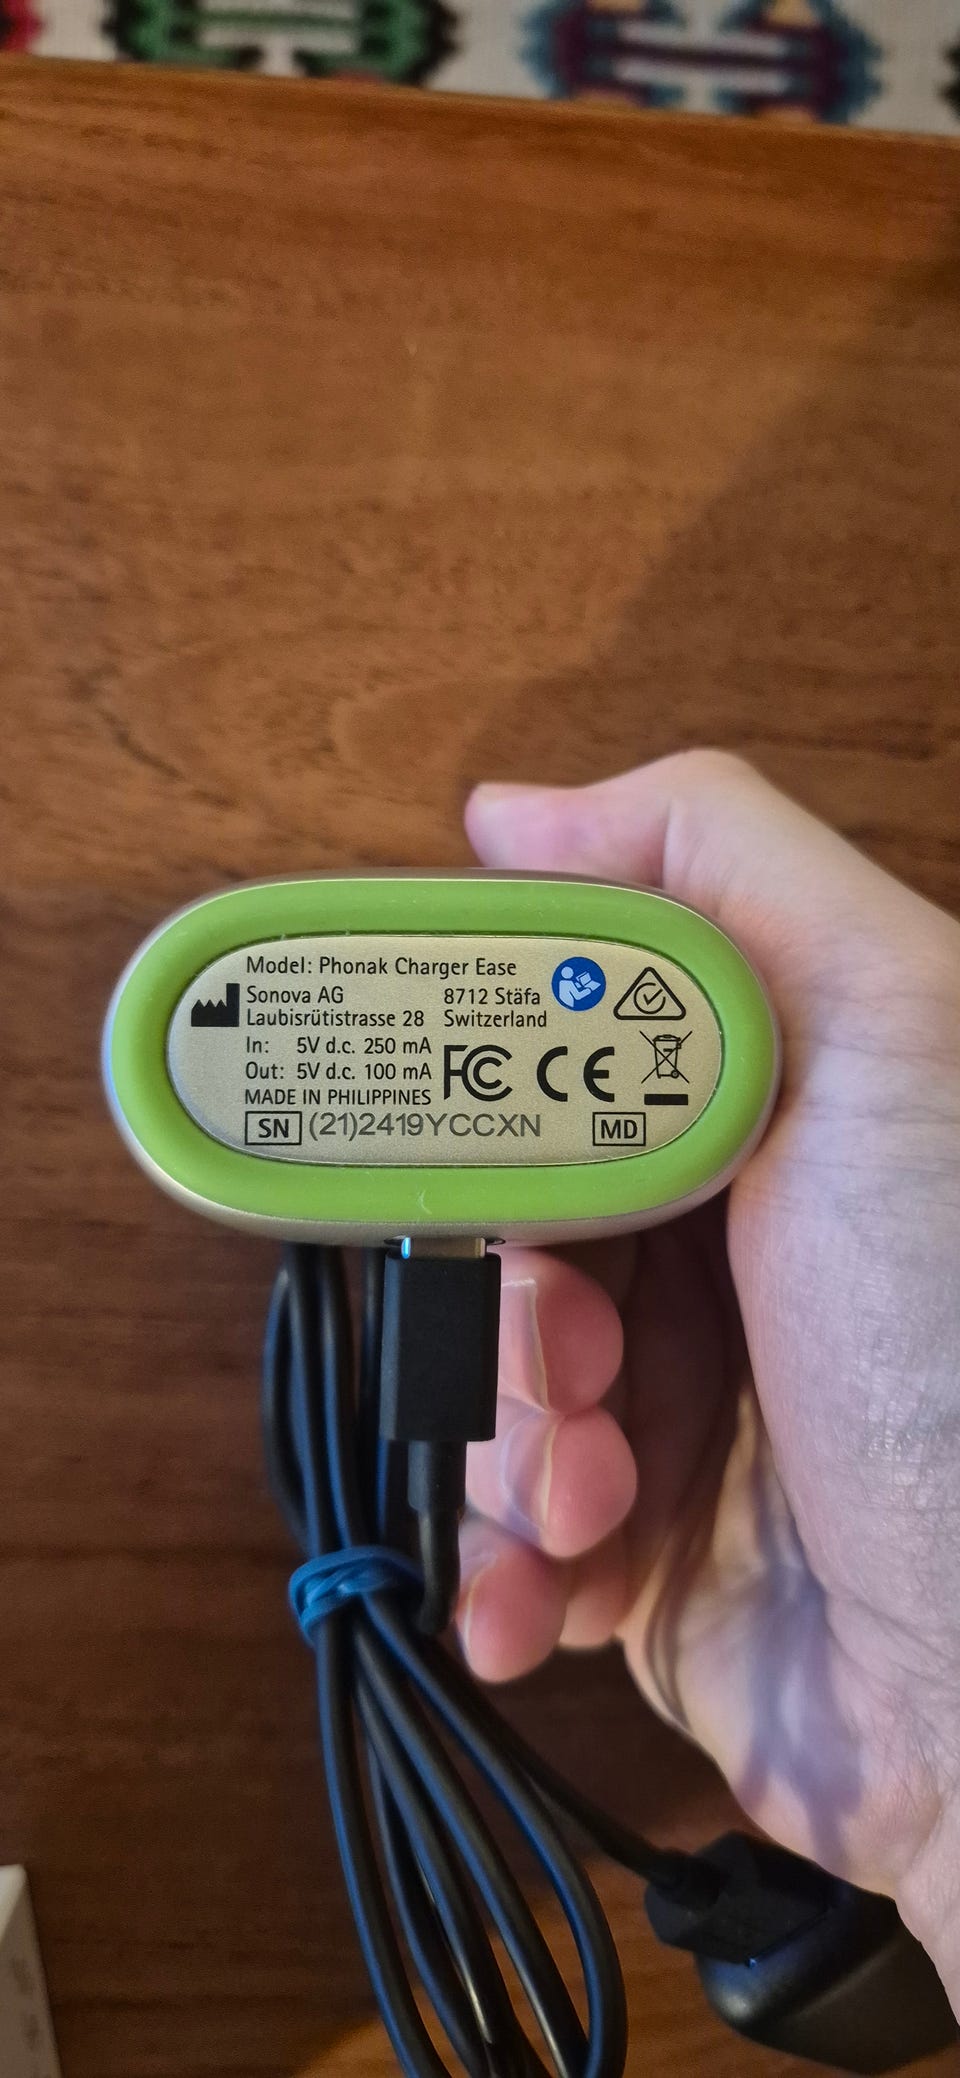 Model: Phonak Charger Ease
Sonova AG 8712 Stäfa
Laubisrütistrasse 28 Switzerland
In: 5V d.c. 250 mA
Out: 5V d.c. 100 mA
FC CE
MADE IN PHILIPPINES
SN (21)2419YCCXN MD